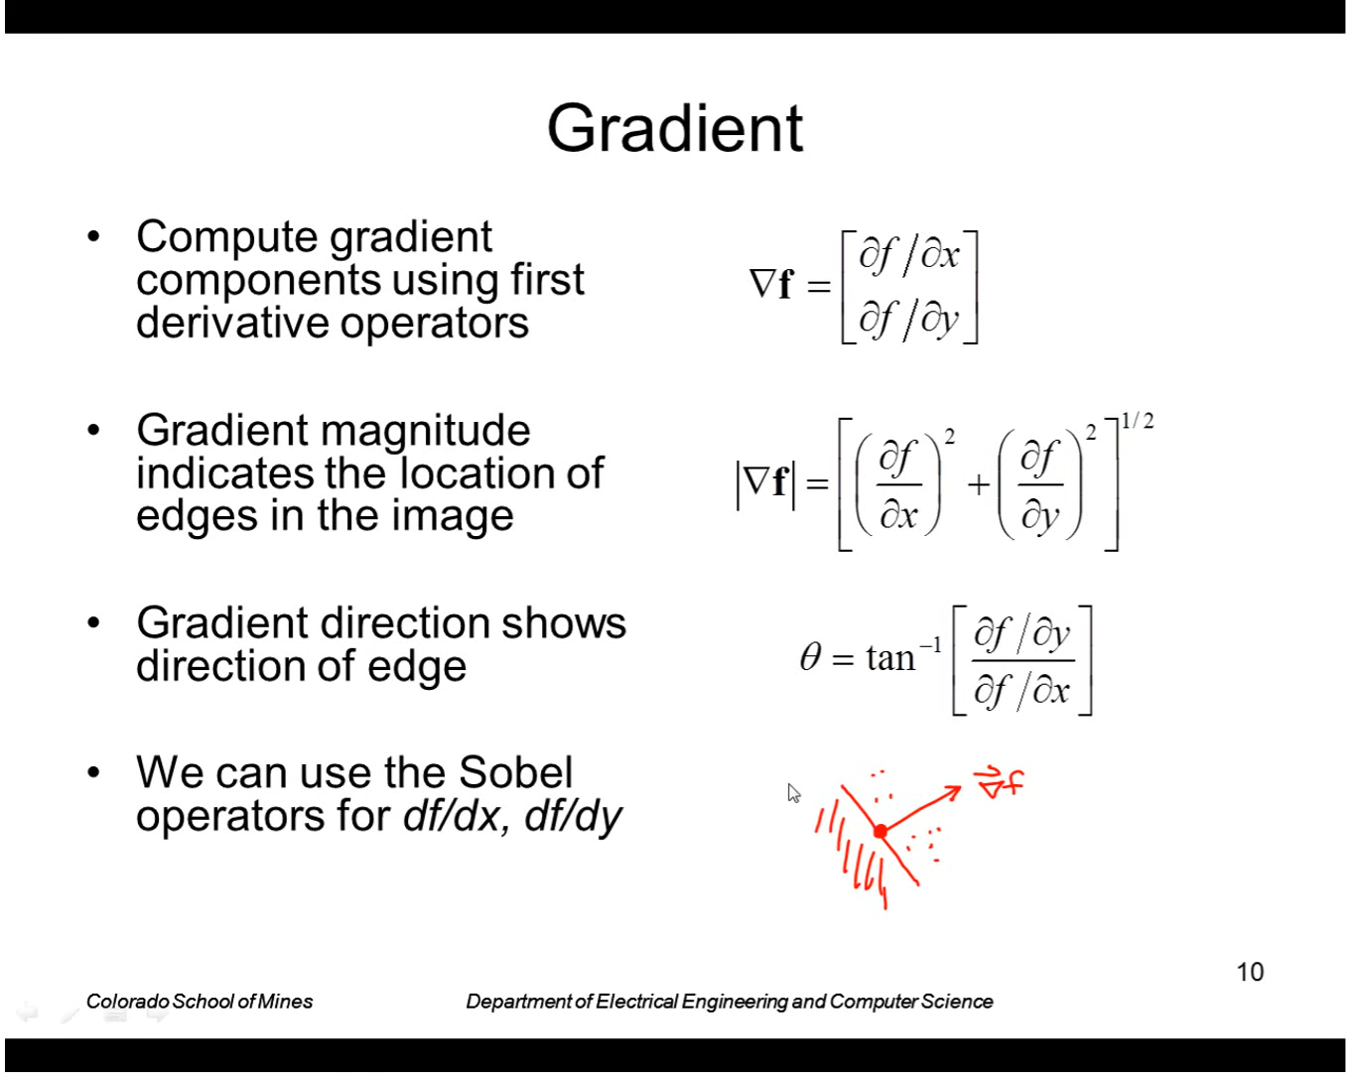 Gradient
• Compute gradient
components using first
derivative operators
∇f = [∂f/∂x
∂f/∂y]
• Gradient magnitude
indicates the location of
edges in the image
|∇f| = [(∂f/∂x)² + (∂f/∂y)²]^{1/2}
• Gradient direction shows
direction of edge
θ = tan⁻¹[(∂f/∂y)/(∂f/∂x)]
• We can use the Sobel
operators for df/dx, df/dy
∇⃗f
10
Colorado School of Mines
Department of Electrical Engineering and Computer Science